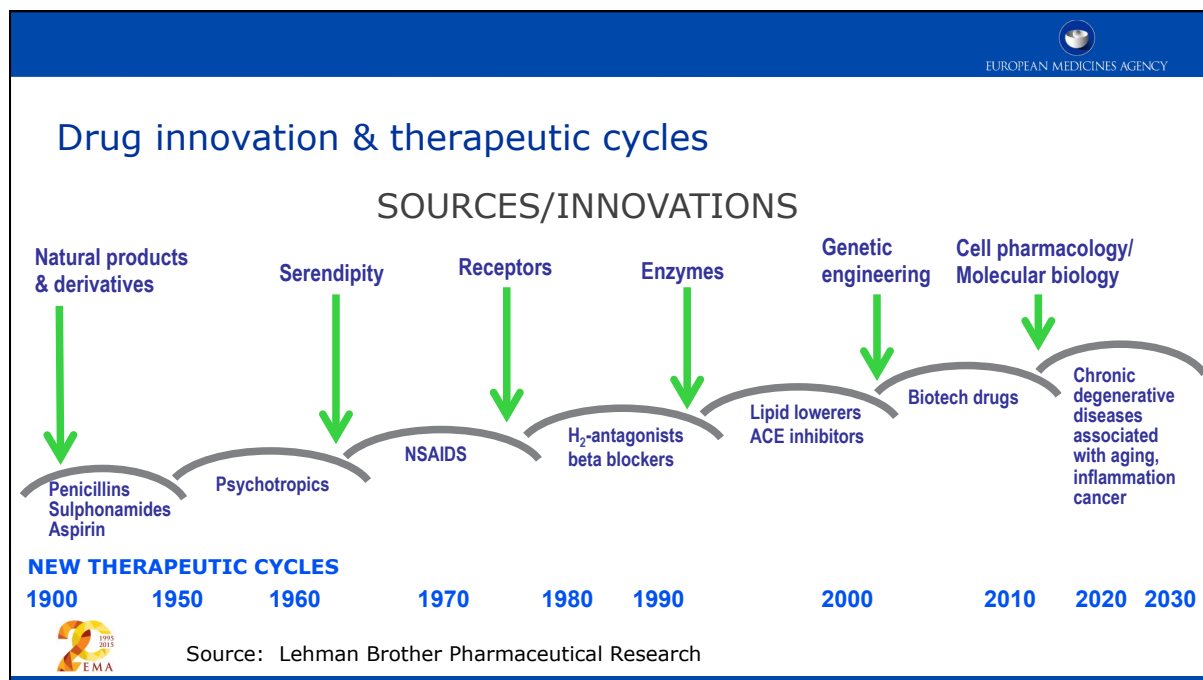 EUROPEAN MEDICINES AGENCY
Drug innovation & therapeutic cycles
SOURCES/INNOVATIONS
Natural products
& derivatives
Serendipity
Receptors
Enzymes
Genetic
engineering
Cell pharmacology/
Molecular biology
Penicillins
Sulphonamides
Aspirin
Psychotropics
NSAIDS
H₂-antagonists
beta blockers
Lipid lowerers
ACE inhibitors
Biotech drugs
Chronic
degenerative
diseases
associated
with aging,
inflammation
cancer
NEW THERAPEUTIC CYCLES
1900 1950 1960 1970 1980 1990 2000 2010 2020 2030
1995
2015
EMA
Source: Lehman Brother Pharmaceutical Research